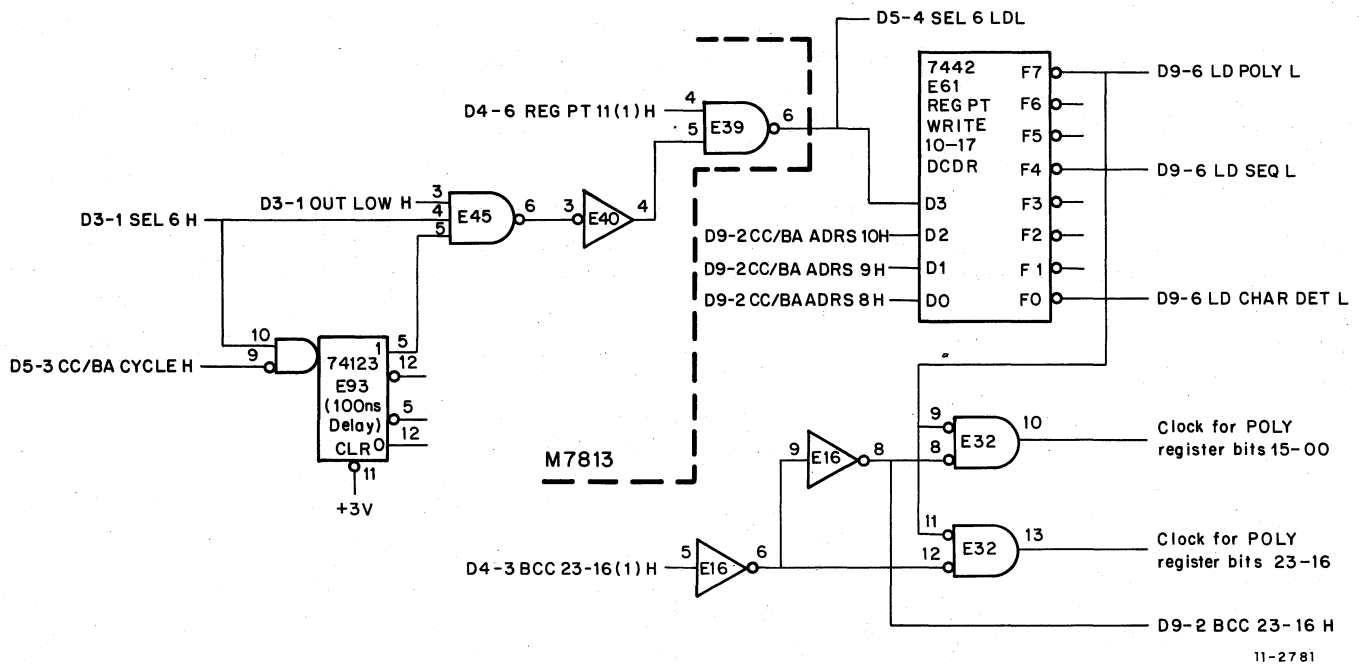 D5-4 SEL 6 LDL
7442
E61
REG PT
WRITE
10-17
DCDR
F7
F6
F5
F4
F3
F2
F1
F0
D3
D2
D1
D0
D9-6 LD POLY L
D9-6 LD SEQ L
D9-6 LD CHAR DET L
D4-6 REG PT 11(1) H
4
5
E39
6
D3-1 OUT LOW H
D3-1 SEL 6 H
3
4
5
E45
6
3
E40
4
D9-2 CC/BA ADRS 10H
D9-2 CC/BA ADRS 9H
D9-2 CC/BA ADRS 8H
D5-3 CC/BA CYCLE H
10
9
74123
E93
(100ns
Delay)
CLR
1
0
5
12
5
12
11
+3V
M7813
9
E16
8
9
8
E32
10
Clock for POLY
register bits 15-00
D4-3 BCC 23-16(1) H
5
E16
6
11
12
E32
13
Clock for POLY
register bits 23-16
D9-2 BCC 23-16 H
11-2781